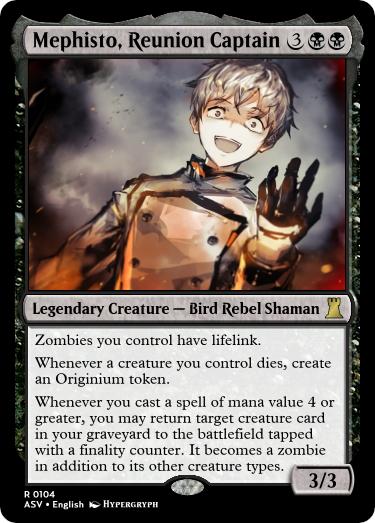 Mephisto, Reunion Captain 3
Legendary Creature — Bird Rebel Shaman
Zombies you control have lifelink.
Whenever a creature you control dies, create
an Originium token.
Whenever you cast a spell of mana value 4 or
greater, you may return target creature card
in your graveyard to the battlefield tapped
with a finality counter. It becomes a zombie
in addition to its other creature types.
3/3
R 0104
ASV • English HYPERGRYPH